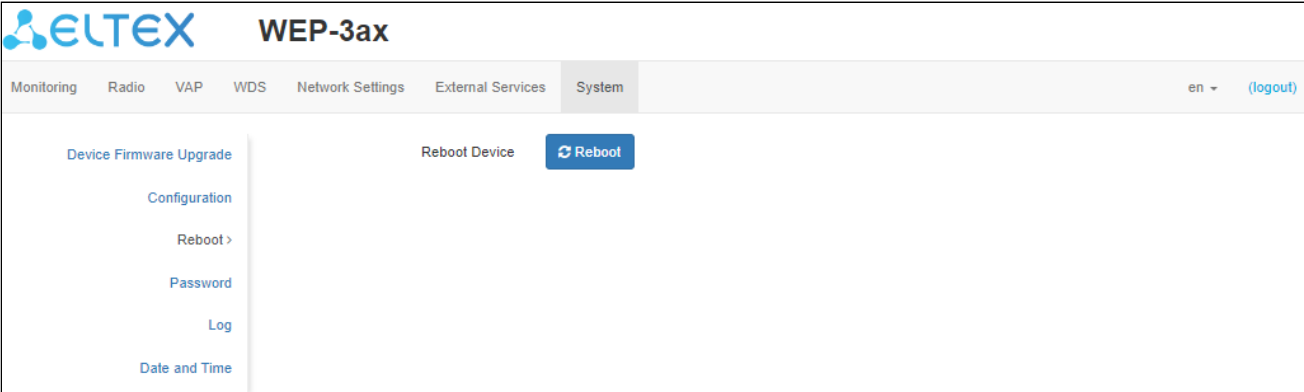 ELTEX WEP-3ax
Monitoring Radio VAP WDS Network Settings External Services System en (logout)
Device Firmware Upgrade
Reboot Device Reboot
Configuration
Reboot >
Password
Log
Date and Time